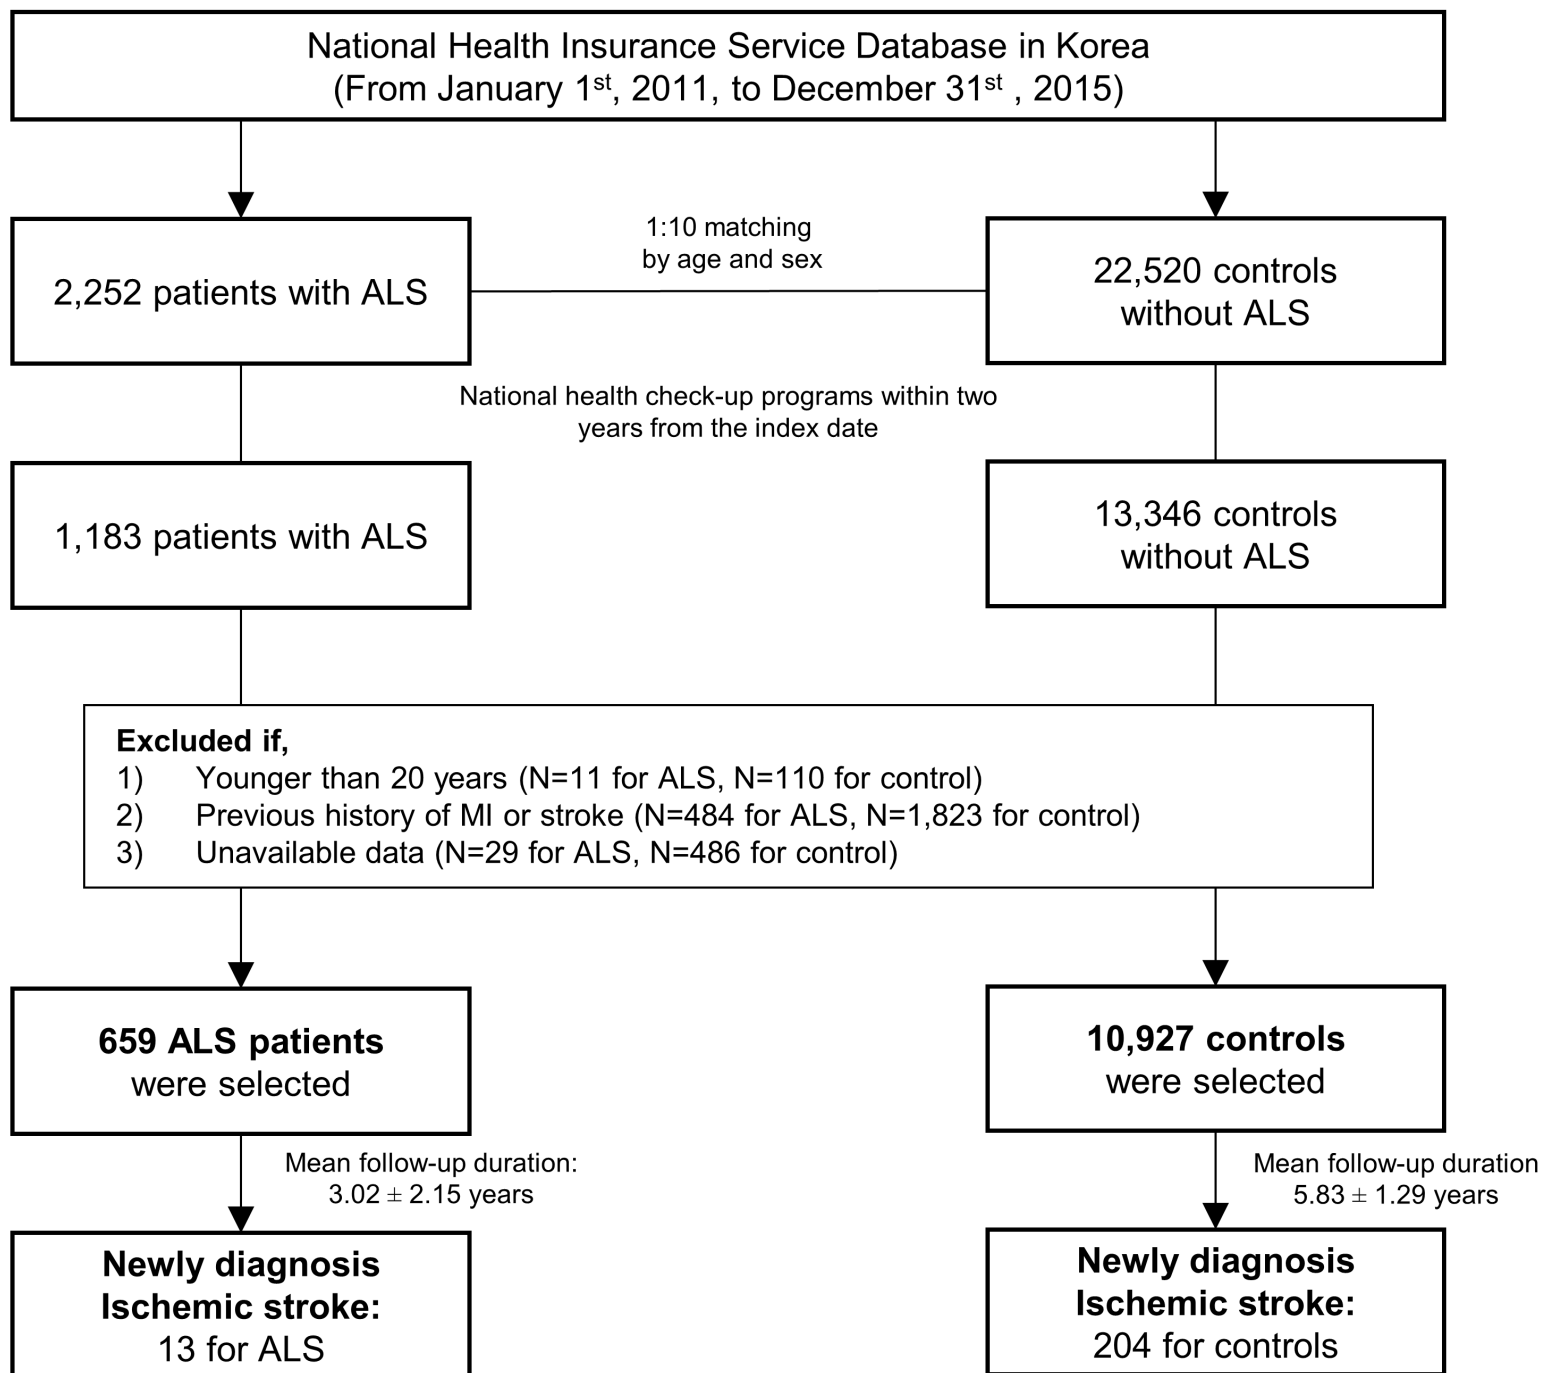 National Health Insurance Service Database in Korea
(From January 1st, 2011, to December 31st , 2015)
2,252 patients with ALS
1:10 matching
by age and sex
22,520 controls
without ALS
National health check-up programs within two
years from the index date
1,183 patients with ALS
13,346 controls
without ALS
Excluded if,
1) Younger than 20 years (N=11 for ALS, N=110 for control)
2) Previous history of MI or stroke (N=484 for ALS, N=1,823 for control)
3) Unavailable data (N=29 for ALS, N=486 for control)
659 ALS patients
were selected
10,927 controls
were selected
Mean follow-up duration:
3.02 ± 2.15 years
Mean follow-up duration
5.83 ± 1.29 years
Newly diagnosis
Ischemic stroke:
13 for ALS
Newly diagnosis
Ischemic stroke:
204 for controls